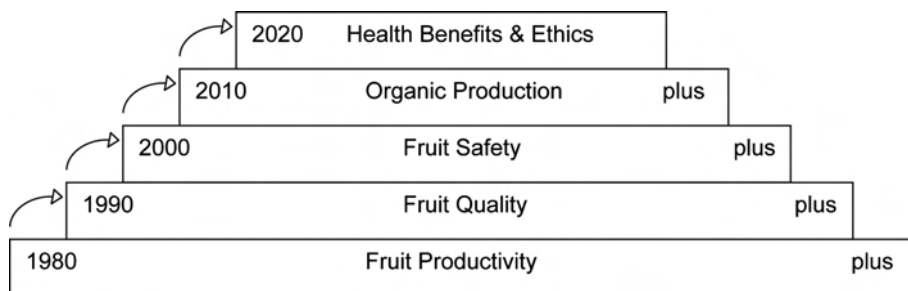 2020 Health Benefits & Ethics
2010 Organic Production plus
2000 Fruit Safety plus
1990 Fruit Quality plus
1980 Fruit Productivity plus